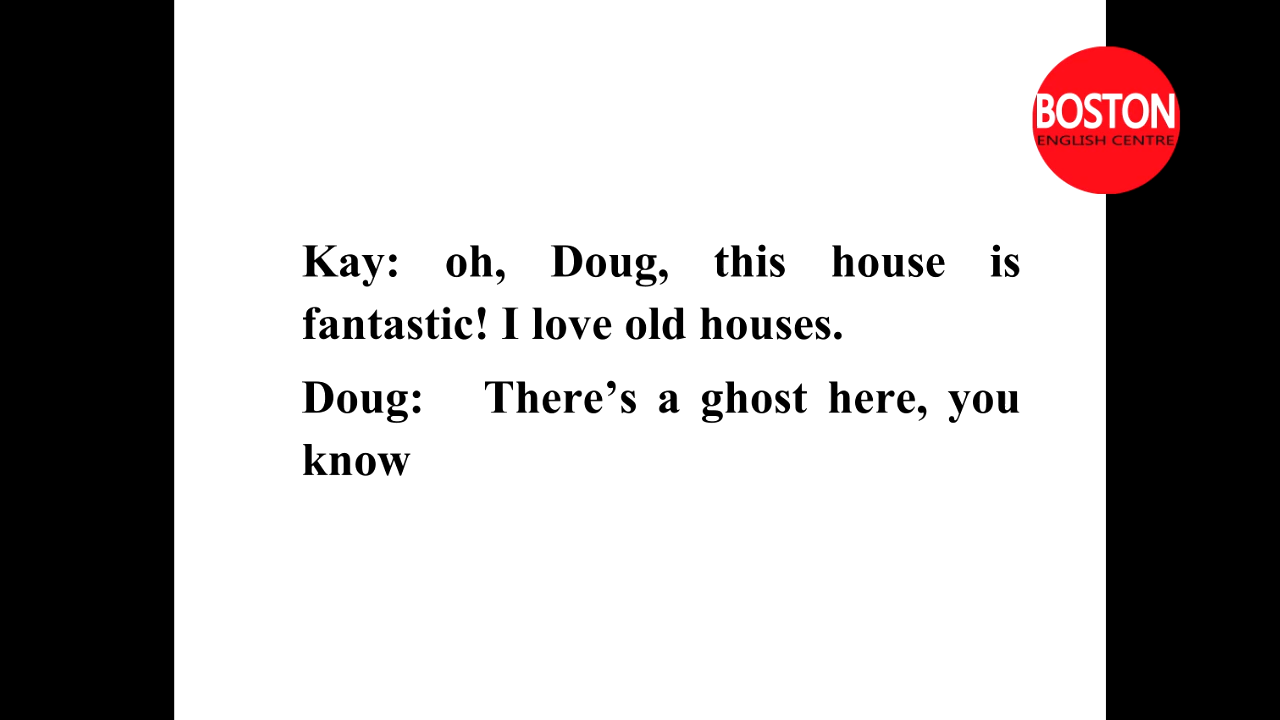 BOSTON
ENGLISH CENTRE
Kay: oh, Doug, this house is
fantastic! I love old houses.
Doug: There’s a ghost here, you
know